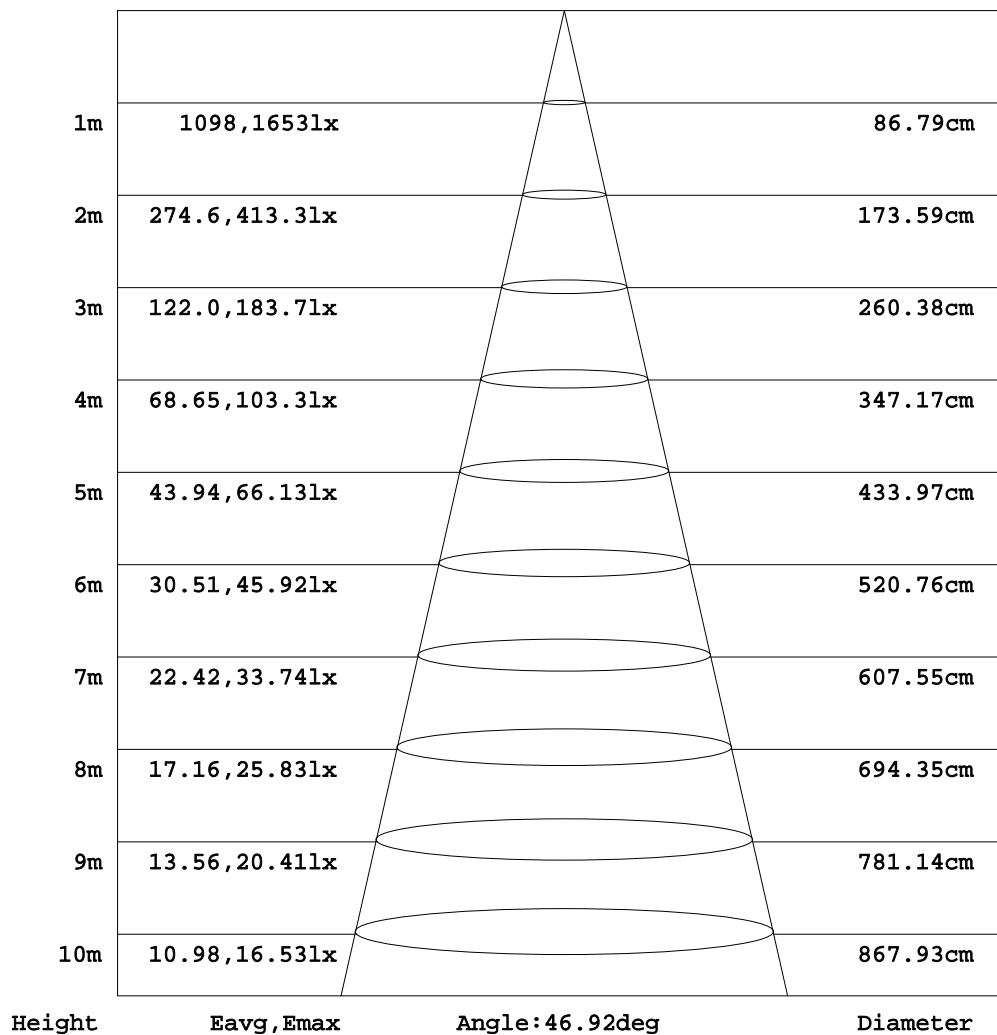 1m 1098,1653lx 86.79cm
2m 274.6,413.3lx 173.59cm
3m 122.0,183.7lx 260.38cm
4m 68.65,103.3lx 347.17cm
5m 43.94,66.13lx 433.97cm
6m 30.51,45.92lx 520.76cm
7m 22.42,33.74lx 607.55cm
8m 17.16,25.83lx 694.35cm
9m 13.56,20.41lx 781.14cm
10m 10.98,16.53lx 867.93cm
Height Eavg,Emax Angle:46.92deg Diameter